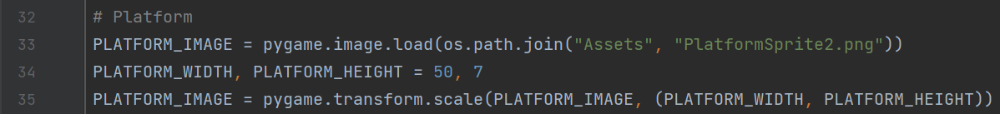 32 # Platform
33 PLATFORM_IMAGE = pygame.image.load(os.path.join("Assets", "PlatformSprite2.png"))
34 PLATFORM_WIDTH, PLATFORM_HEIGHT = 50, 7
35 PLATFORM_IMAGE = pygame.transform.scale(PLATFORM_IMAGE, (PLATFORM_WIDTH, PLATFORM_HEIGHT))